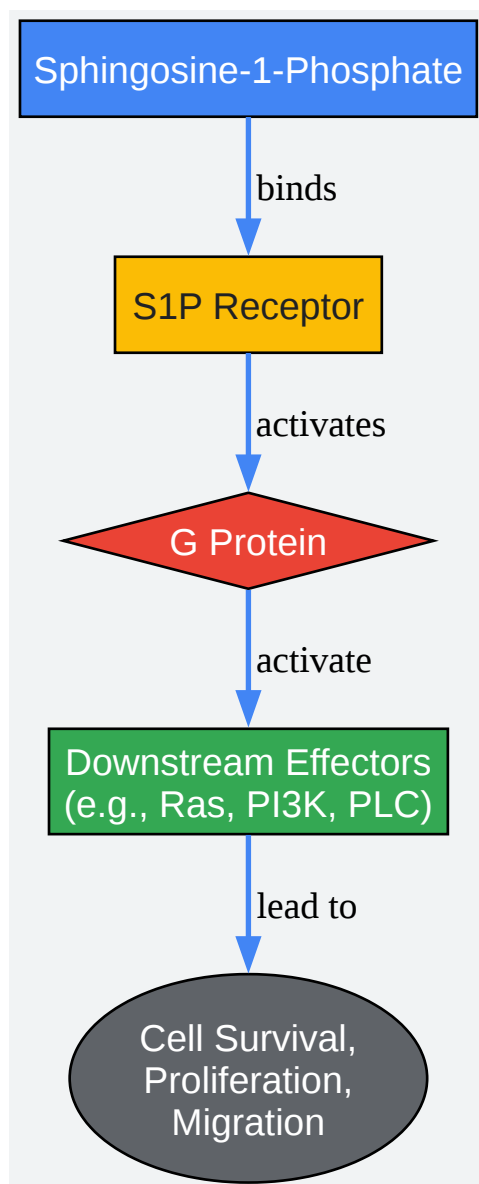 Sphingosine-1-Phosphate
binds
S1P Receptor
activates
G Protein
activate
Downstream Effectors
(e.g., Ras, PI3K, PLC)
lead to
Cell Survival,
Proliferation,
Migration